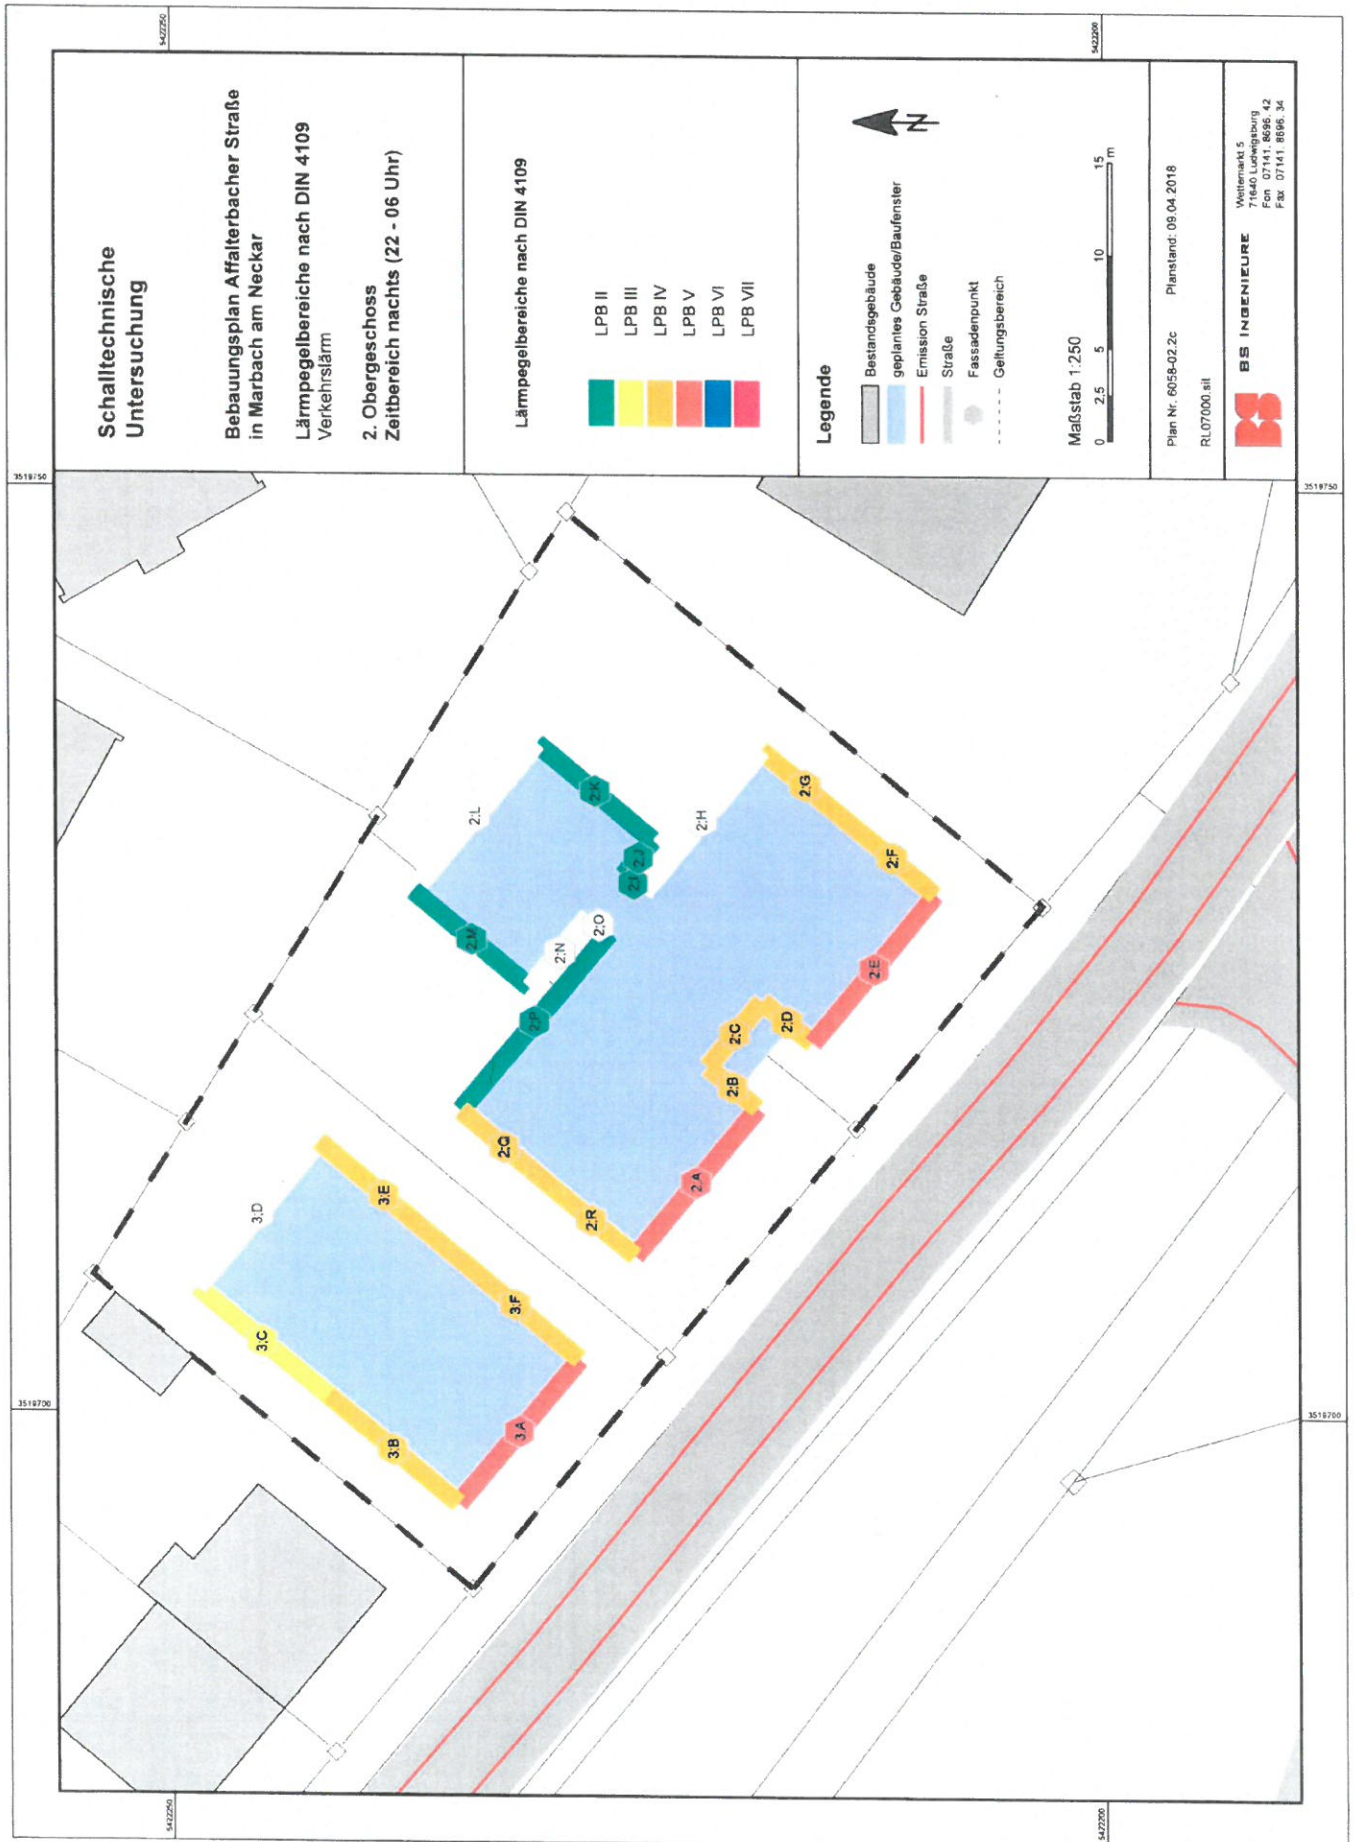 Schalltechnische
Untersuchung
Bebauungsplan Affalterbacher Straße
in Marbach am Neckar
Lärmpegelbereiche nach DIN 4109
Verkehrslärm
2. Obergeschoss
Zeitbereich nachts (22 - 06 Uhr)
Lärmpegelbereiche nach DIN 4109
LPB II
LPB III
LPB IV
LPB V
LPB VI
LPB VII
Legende
Bestandsgebäude
geplantes Gebäude/Baufenster
Emission Straße
Straße
Fassadenpunkt
Geltungsbereich
N
Maßstab 1:250
0 2,5 5 10 15
m
Plan Nr. 6058-02.2c Planstand: 09.04.2018
RL07000.sit
BS INGENIEURE
Wettemarkt 5
71640 Ludwigsburg
Fon 07141. 8696. 42
Fax 07141. 8696. 34
5422250
5422200
3519750
3519750
3519700
3519700
5422250
5422200
3:D
3:C
3:E
3:B
3:F
3:A
2:L
2:K
2:M
2:J
2:I
2:H
2:G
2:N
2:O
2:P
2:F
2:E
2:C
2:D
2:B
2:Q
2:R
2:A